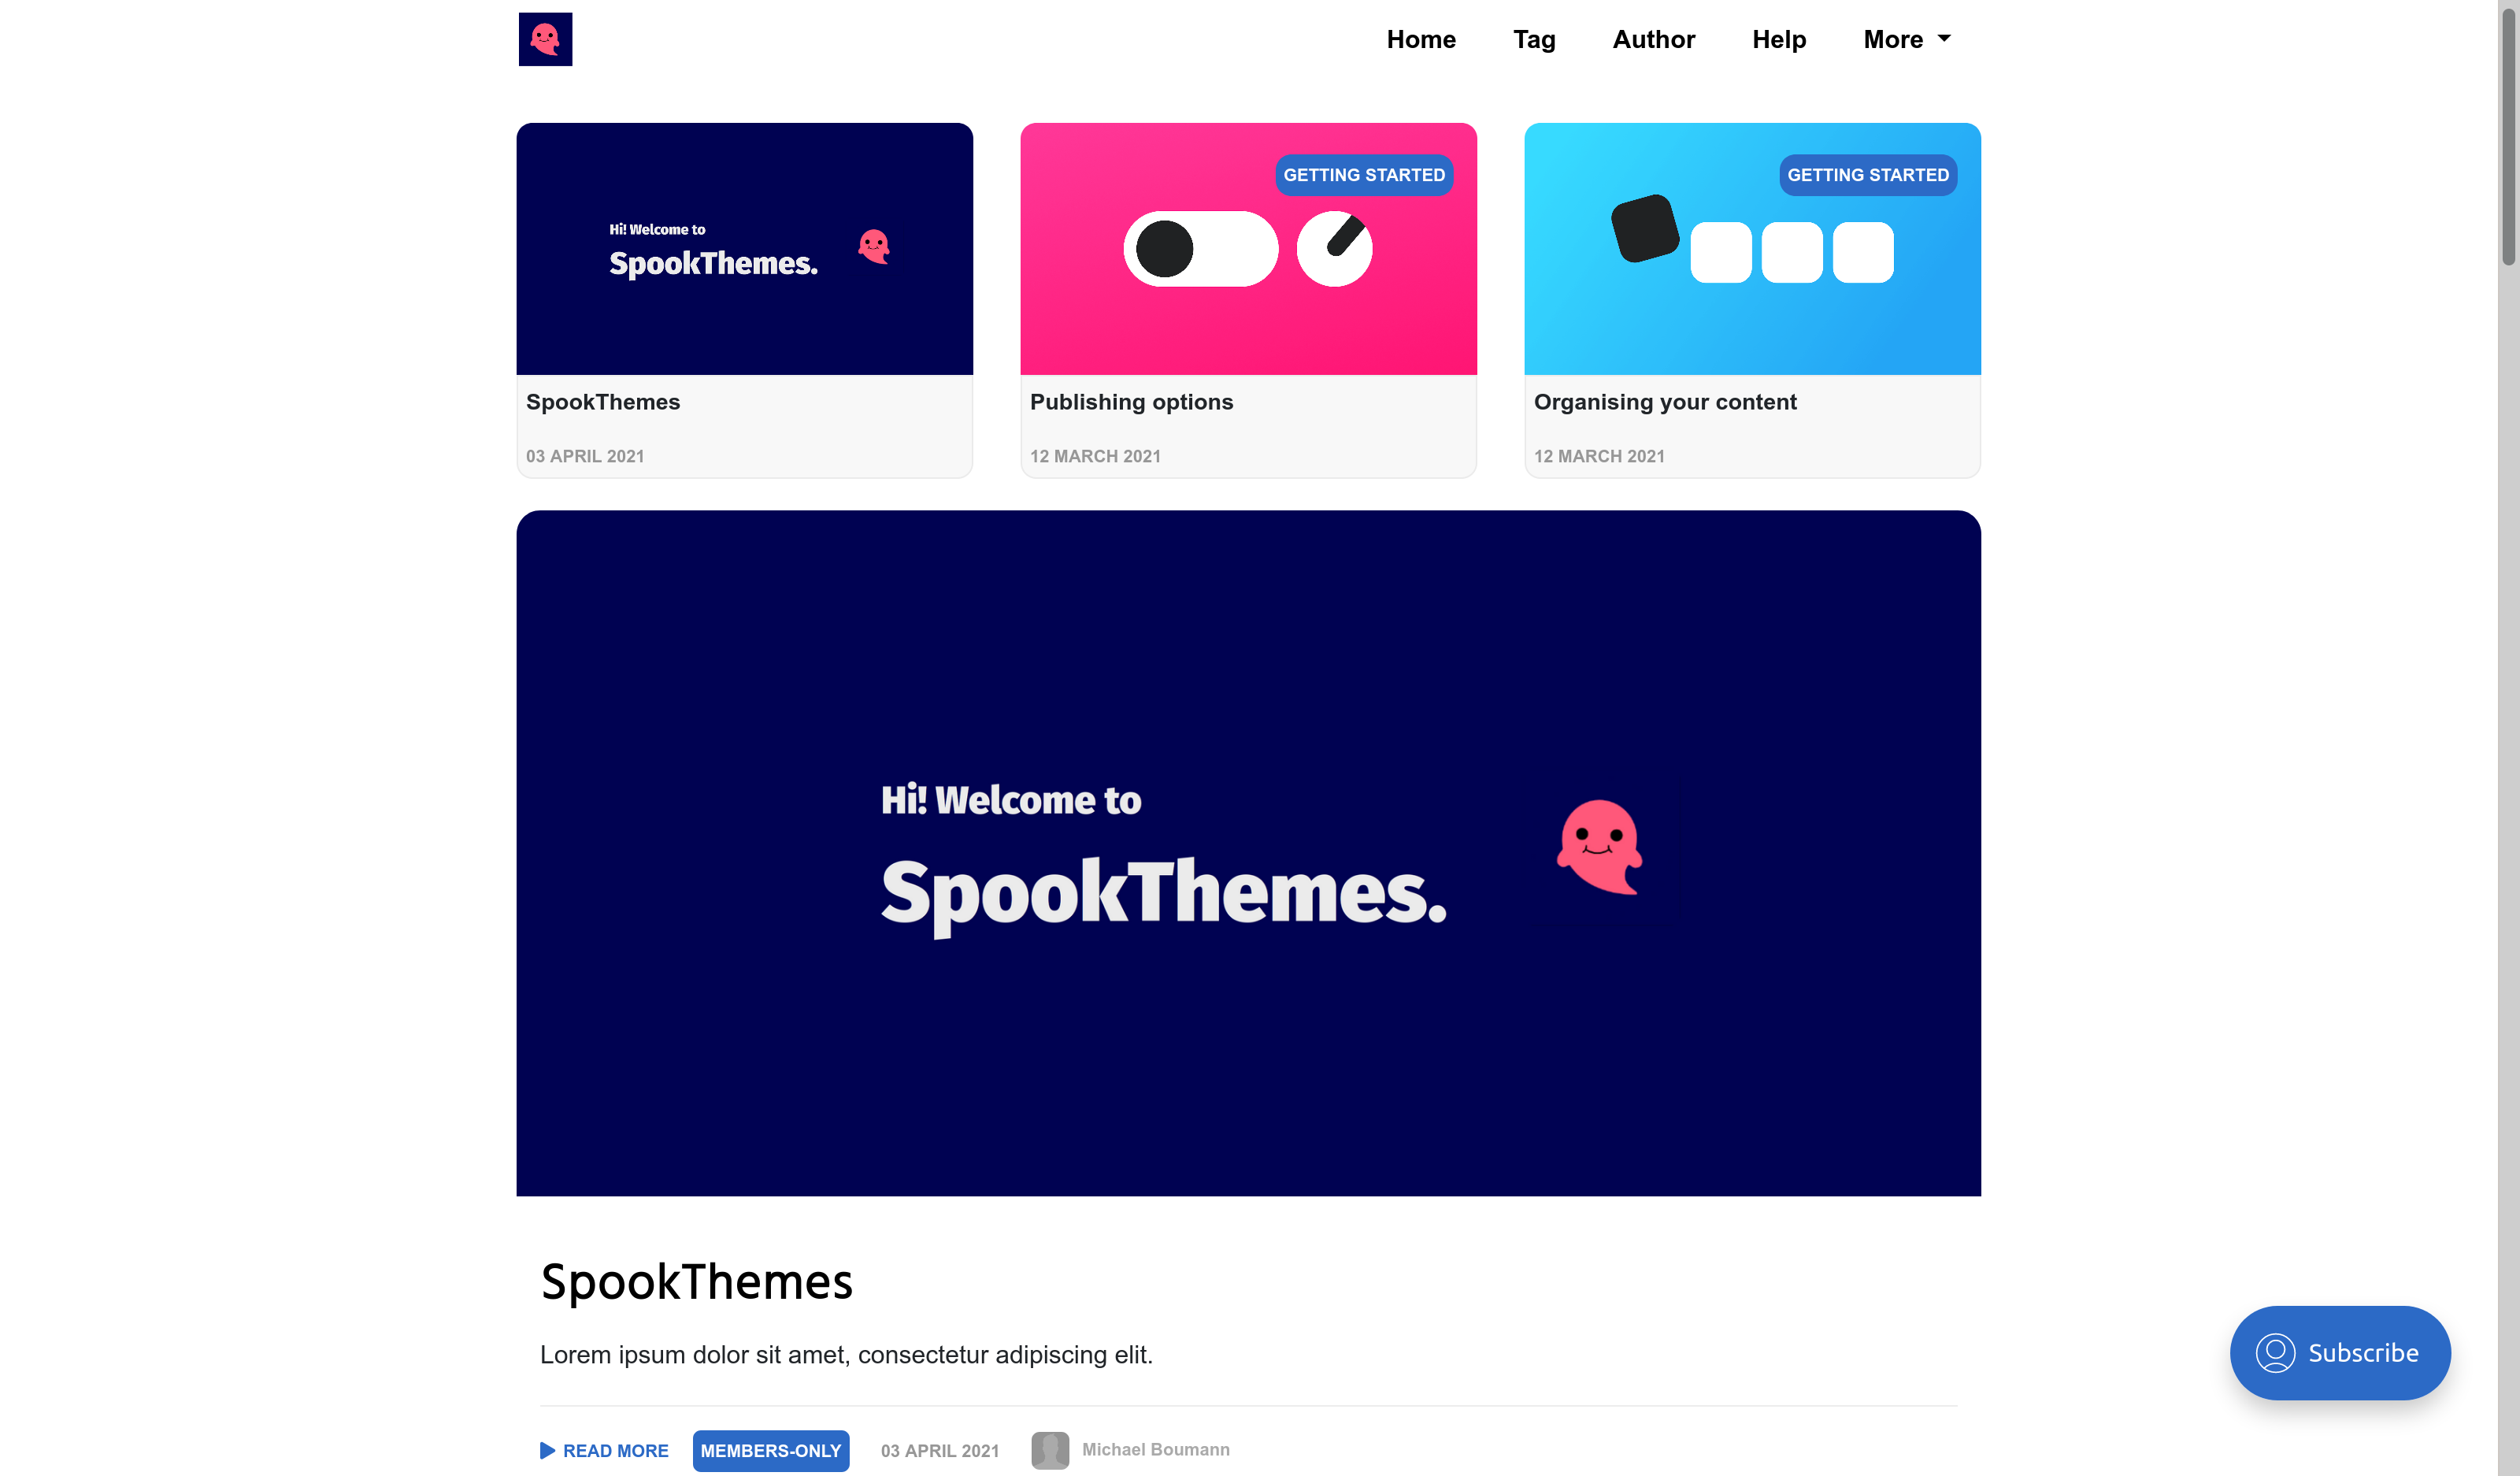 Home Tag Author Help More
Hi! Welcome to
SpookThemes.
SpookThemes
03 APRIL 2021
GETTING STARTED
Publishing options
12 MARCH 2021
GETTING STARTED
Organising your content
12 MARCH 2021
Hi! Welcome to
SpookThemes.
SpookThemes
Lorem ipsum dolor sit amet, consectetur adipiscing elit.
READ MORE MEMBERS-ONLY 03 APRIL 2021 Michael Boumann
Subscribe